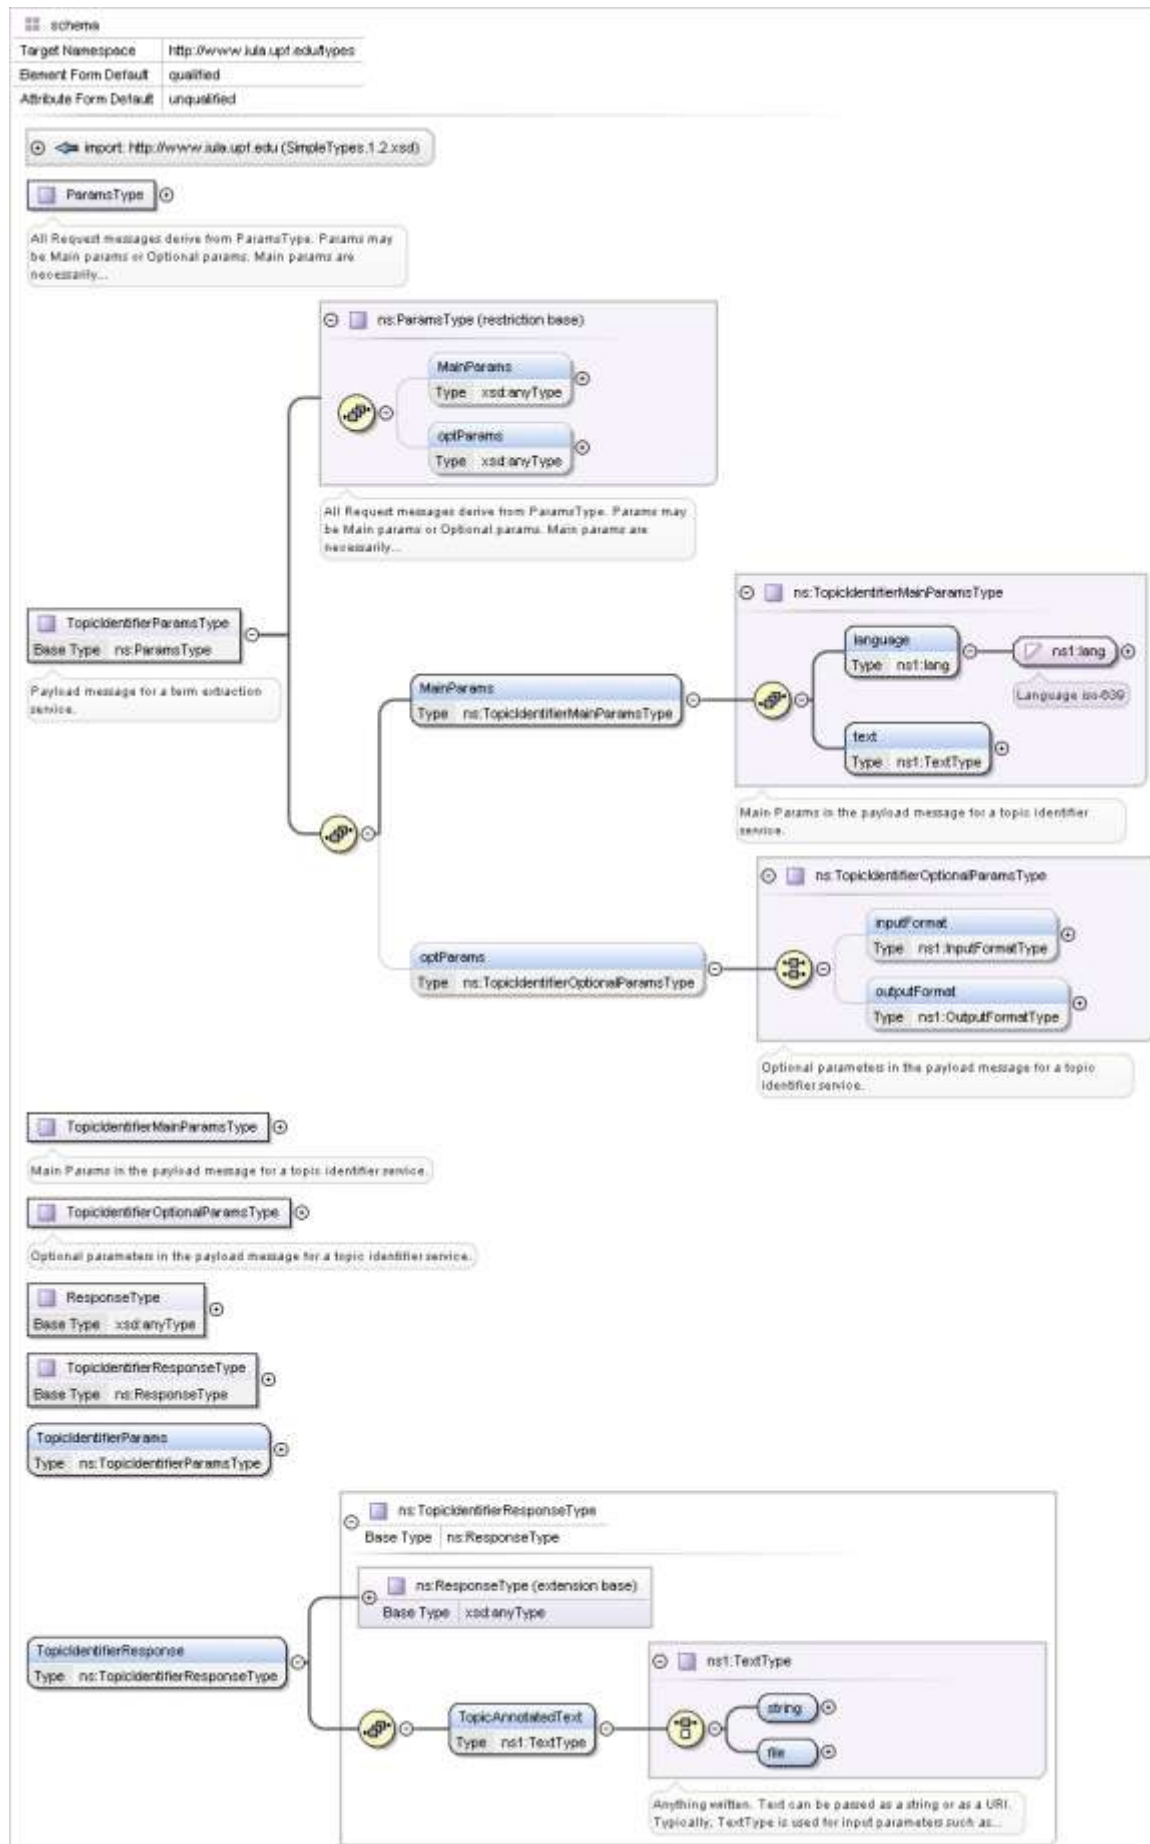 schema
Target Namespace http://www.iula.upf.edu/types
Element Form Default qualified
Attribute Form Default unqualified
import: http://www.iula.upf.edu (SimpleTypes.1.2.xsd)
ParamsType
All Request messages derive from ParamsType. Params may
be Main params or Optional params. Main params are
necessarily...
ns:ParamsType (restriction base)
MainParams
Type xsd:anyType
optParams
Type xsd:anyType
All Request messages derive from ParamsType. Params may
be Main params or Optional params. Main params are
necessarily...
TopicIdentifierParamsType
Base Type ns:ParamsType
Payload message for a term extraction
service.
MainParams
Type ns:TopicIdentifierMainParamsType
ns:TopicIdentifierMainParamsType
language
Type ns1:lang
ns1:lang
Language iso-639
text
Type ns1:TextType
Main Params in the payload message for a topic identifier
service.
optParams
Type ns:TopicIdentifierOptionalParamsType
ns:TopicIdentifierOptionalParamsType
inputFormat
Type ns1:InputFormatType
outputFormat
Type ns1:OutputFormatType
Optional parameters in the payload message for a topic
identifier service.
TopicIdentifierMainParamsType
Main Params in the payload message for a topic identifier service.
TopicIdentifierOptionalParamsType
Optional parameters in the payload message for a topic identifier service.
ResponseType
Base Type xsd:anyType
TopicIdentifierResponseType
Base Type ns:ResponseType
TopicIdentifierParams
Type ns:TopicIdentifierParamsType
ns:TopicIdentifierResponseType
Base Type ns:ResponseType
ns:ResponseType (extension base)
Base Type xsd:anyType
TopicIdentifierResponse
Type ns:TopicIdentifierResponseType
TopicAnnotatedText
Type ns1:TextType
ns1:TextType
string
file
Anything written. Text can be passed as a string or as a URI.
Typically, TextType is used for input parameters such as...